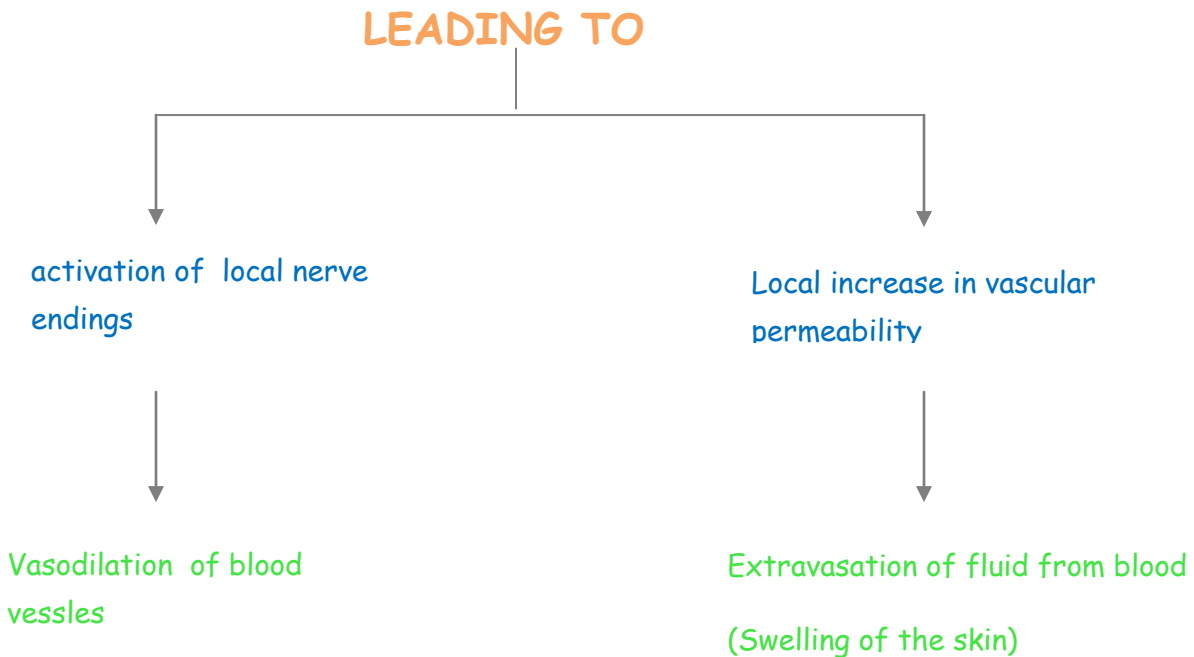 LEADING TO
activation of  local nerve
endings
Local increase in vascular
permeability
Vasodilation  of blood
vessles
Extravasation of fluid from blood
(Swelling of the skin)